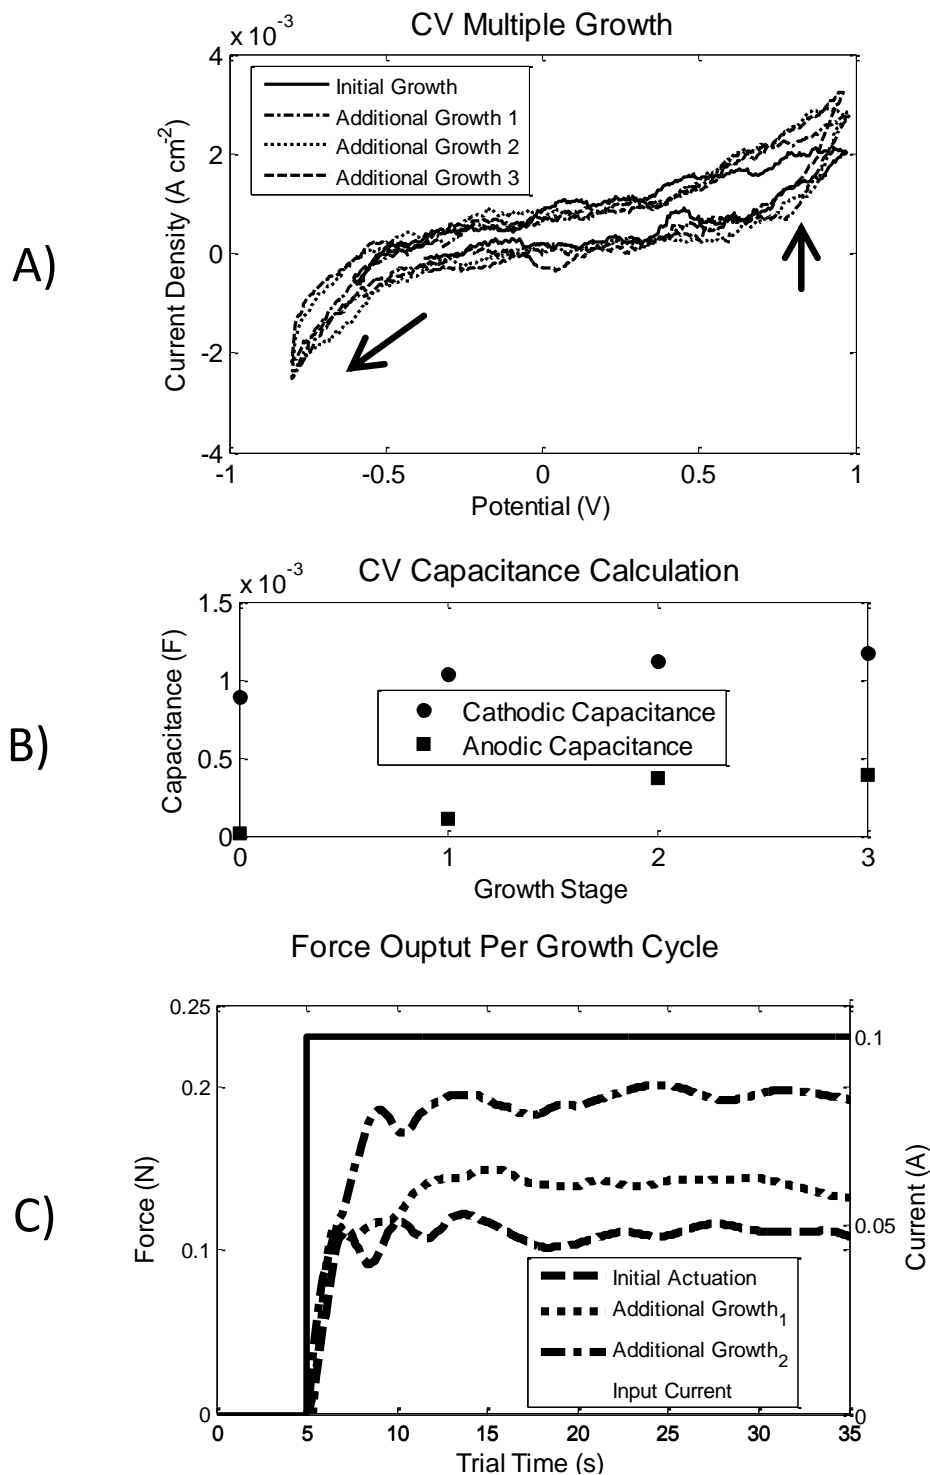 CV Multiple Growth
x 10^-3
4
2
0
-2
-4
-1
-0.5
0
0.5
1
Current Density (A cm^-2)
Potential (V)
Initial Growth
Additional Growth 1
Additional Growth 2
Additional Growth 3
A)
CV Capacitance Calculation
x 10^-3
1.5
1
0.5
0
0
1
2
3
Capacitance (F)
Growth Stage
Cathodic Capacitance
Anodic Capacitance
B)
Force Ouptut Per Growth Cycle
0.25
0.2
0.1
0
0.1
0.05
0
0
5
10
15
20
25
30
35
Force (N)
Current (A)
Trial Time (s)
Initial Actuation
Additional Growth_1
Additional Growth_2
Input Current
C)